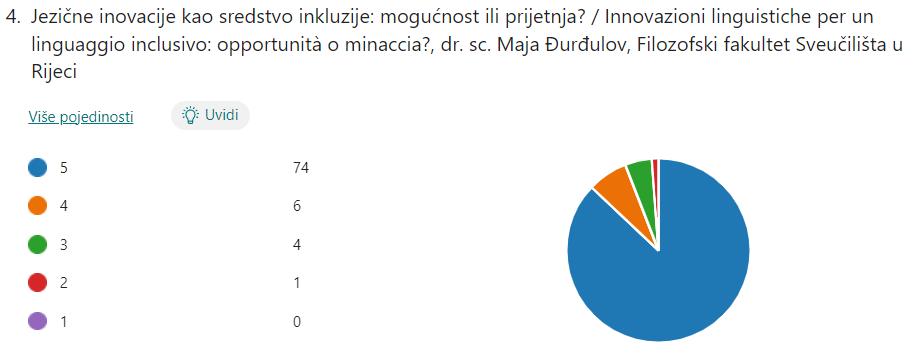 4. Jezične inovacije kao sredstvo inkluzije: mogućnost ili prijetnja? / Innovazioni linguistiche per un
linguaggio inclusivo: opportunità o minaccia?, dr. sc. Maja Đurđulov, Filozofski fakultet Sveučilišta u
Rijeci
Više pojedinosti
Uvidi
5 74
4 6
3 4
2 1
1 0